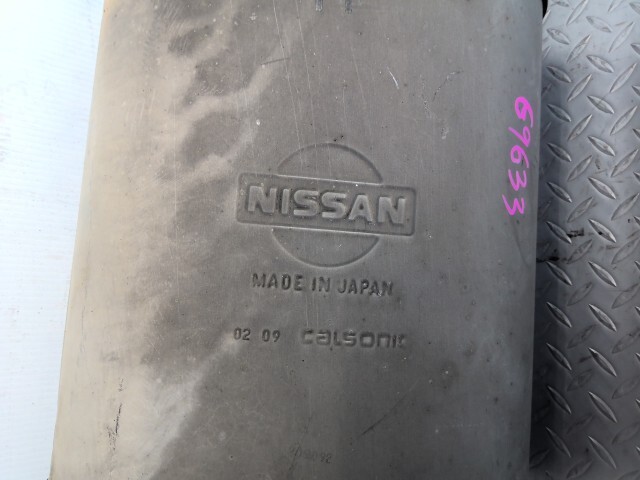 NISSAN
MADE IN JAPAN
02 09 calsonic
69633